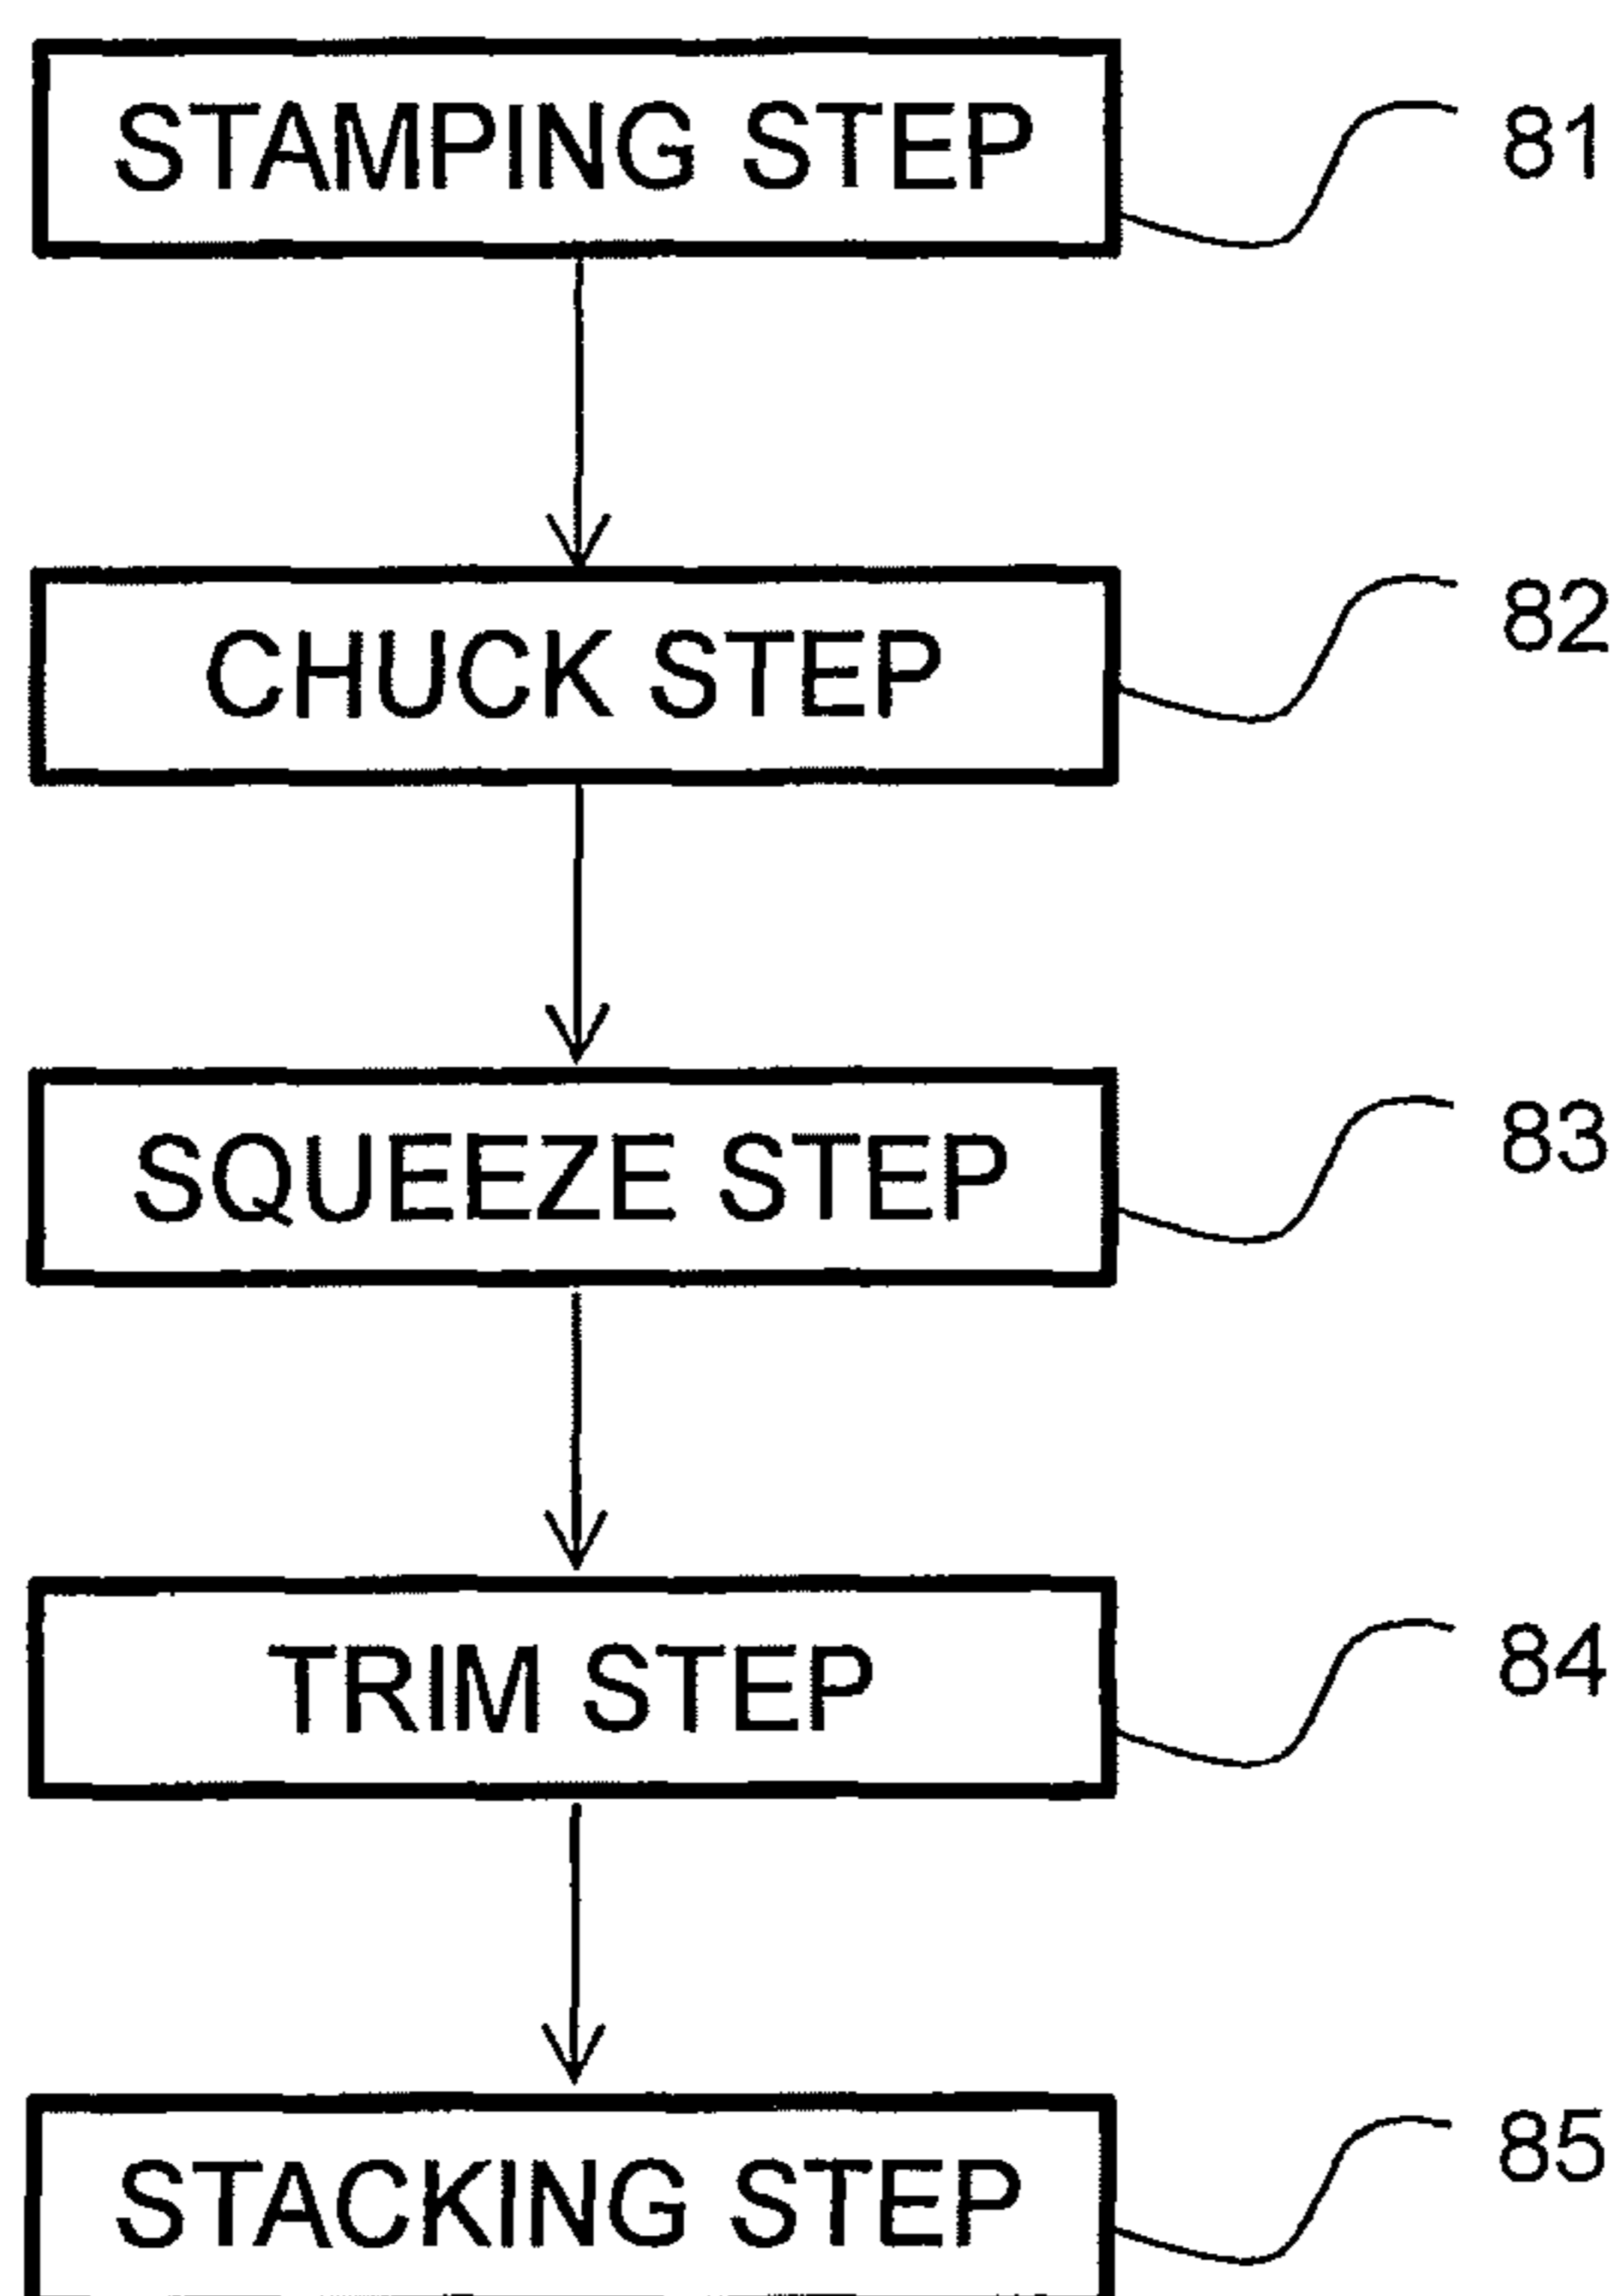 STAMPING STEP 81
CHUCK STEP 82
SQUEEZE STEP 83
TRIM STEP 84
STACKING STEP 85